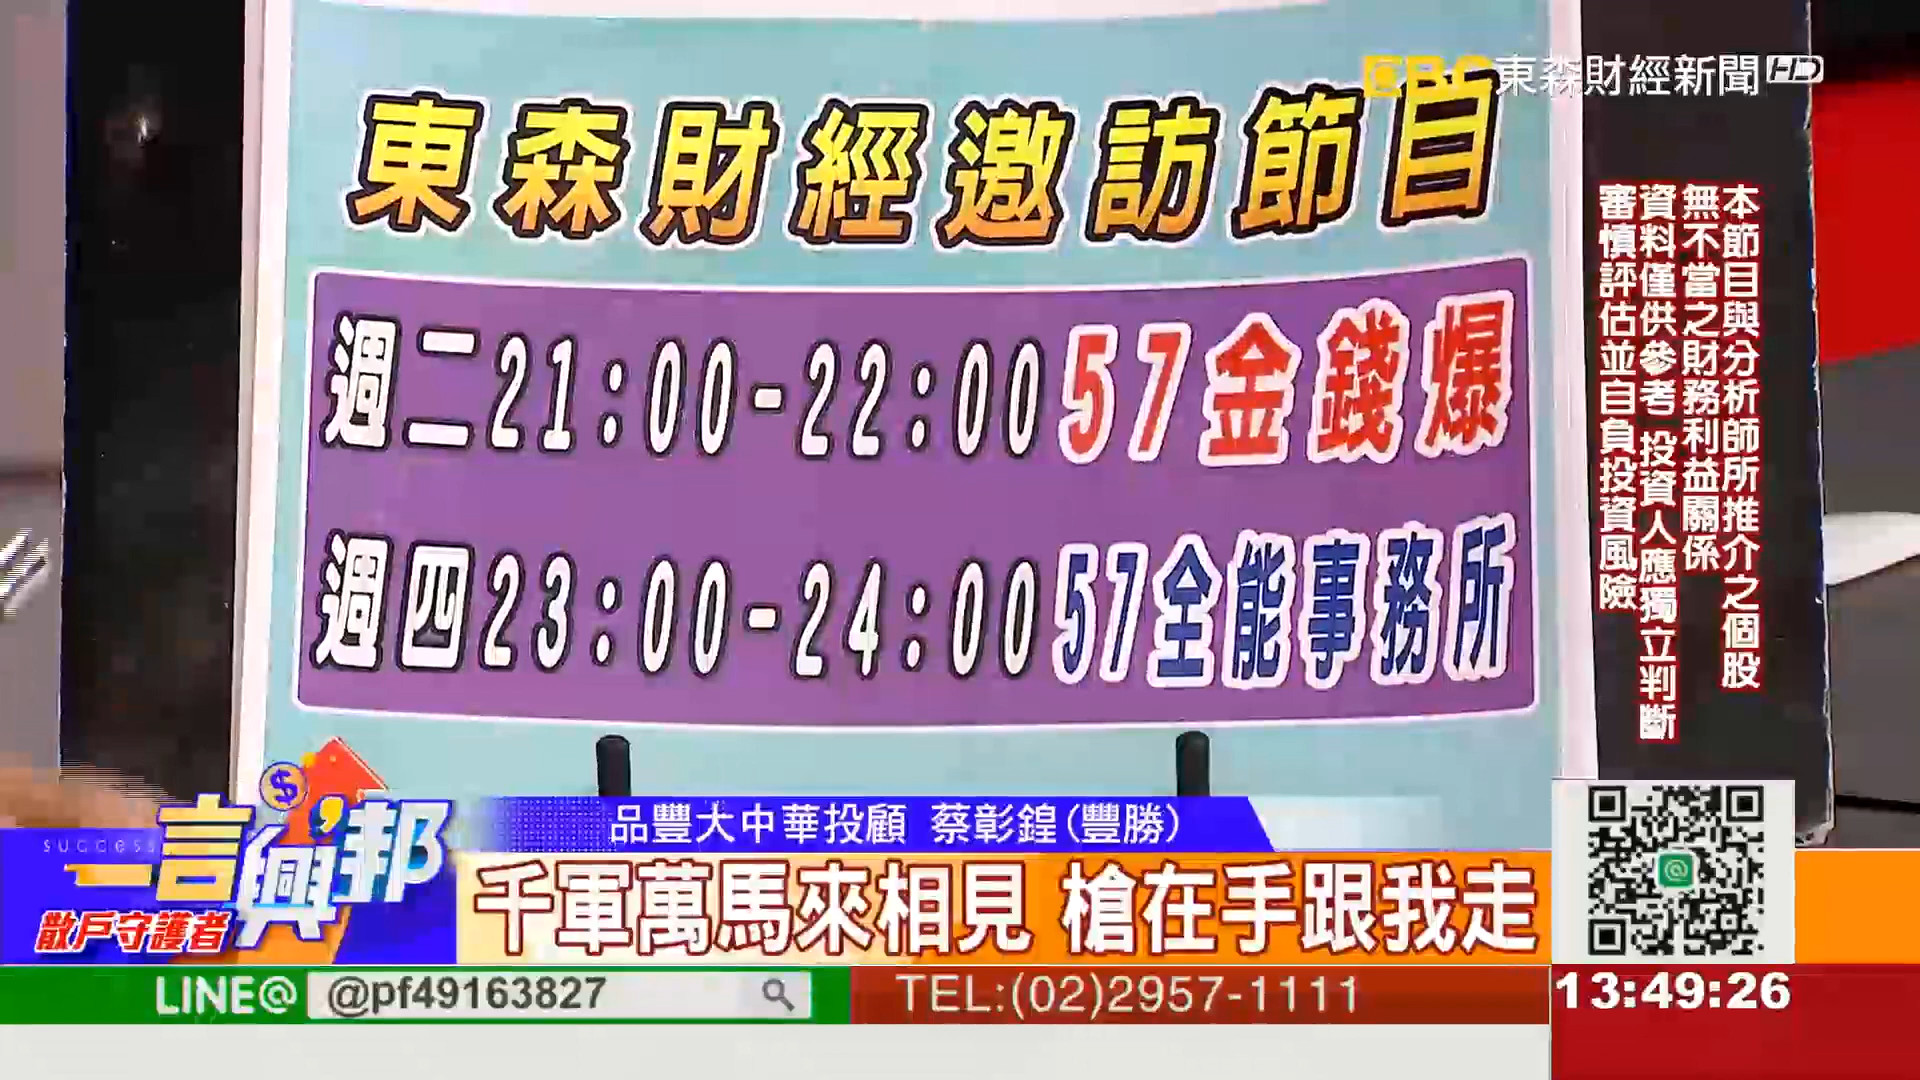 EBC 東森財經新聞 HD
東森財經邀訪節目
週二21:00-22:00 57金錢爆
週四23:00-24:00 57全能事務所
本節目與分析師所推介之個股
無不當之財務利益關係
資料僅供參考 投資人應獨立判斷
審慎評估並自負投資風險
success
一言興邦
散戶守護者
品豐大中華投顧 蔡彰鍠(豐勝)
千軍萬馬來相見 槍在手跟我走
LINE@ @pf49163827
TEL:(02)2957-1111
13:49:26